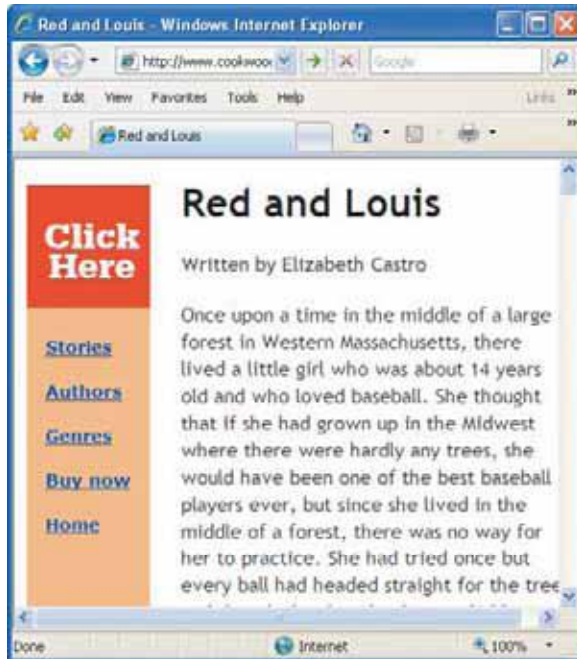 Red and Louis - Windows Internet Explorer
http://www.cookwoo
Google
File Edit View Favorites Tools Help
Links »
»
Red and Louis
Click
Here
Stories
Authors
Genres
Buy now
Home
Red and Louis
Written by Elizabeth Castro
Once upon a time in the middle of a large
forest in Western Massachusetts, there
lived a little girl who was about 14 years
old and who loved baseball. She thought
that if she had grown up in the Midwest
where there were hardly any trees, she
would have been one of the best baseball
players ever, but since she lived in the
middle of a forest, there was no way for
her to practice. She had tried once but
every ball had headed straight for the tree
Done
Internet
100%